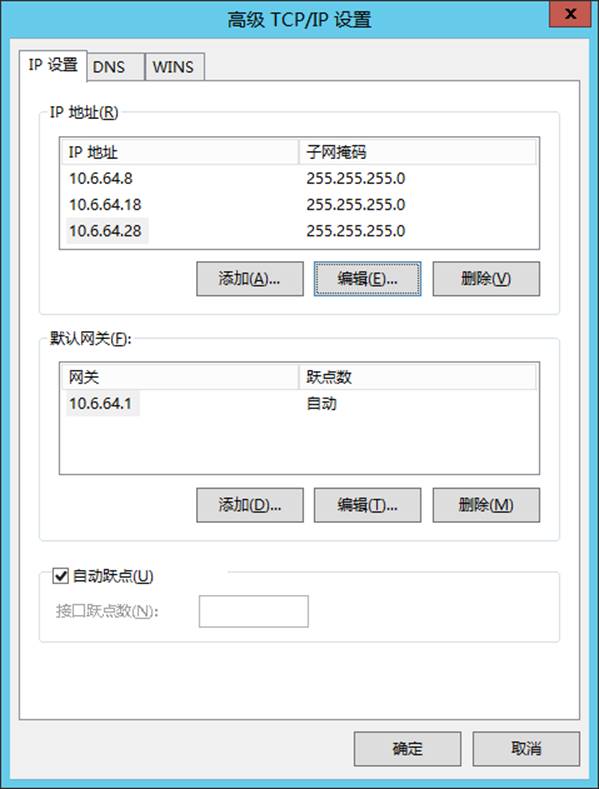 高级 TCP/IP 设置
x
IP 设置 DNS WINS
IP 地址(R)
IP 地址 子网掩码
10.6.64.8 255.255.255.0
10.6.64.18 255.255.255.0
10.6.64.28 255.255.255.0
添加(A)... 编辑(E)... 删除(V)
默认网关(F):
网关 跃点数
10.6.64.1 自动
添加(D)... 编辑(T)... 删除(M)
自动跃点(U)
接口跃点数(N):
确定 取消